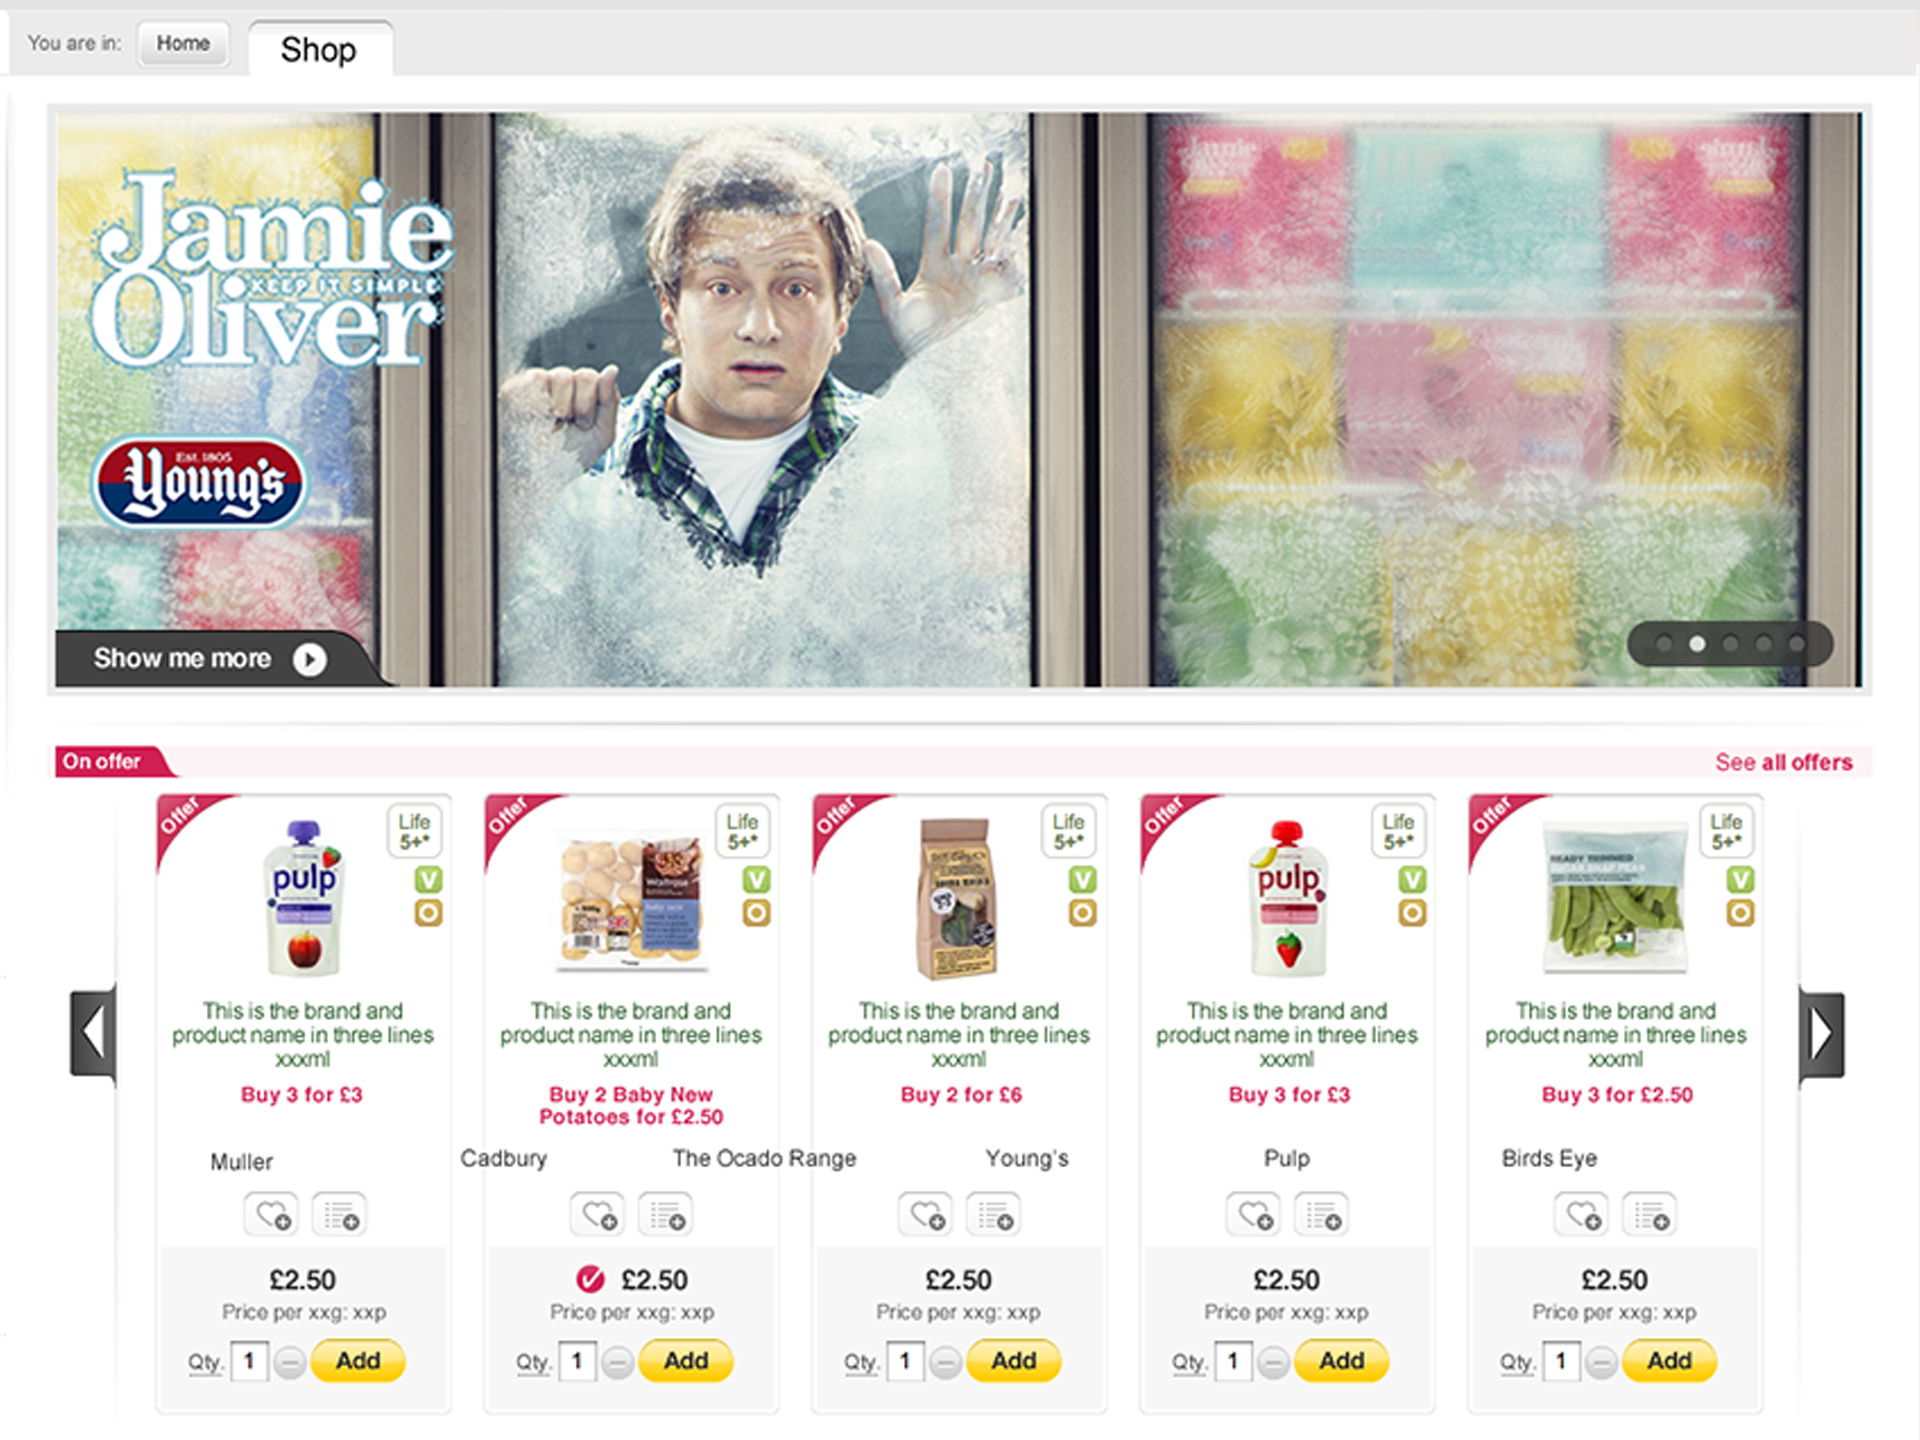 You are in:
Home
Shop
Jamie
KEEP IT SIMPLE
Oliver
Est. 1805
Young's
Show me more
On offer
See all offers
Offer
Life
5+*
V
pulp
Offer
Life
5+*
V
Waitrose
baby new
Offer
Life
5+*
V
Offer
Life
5+*
V
pulp
Offer
Life
5+*
V
READY TRIMMED
This is the brand and
product name in three lines
xxxml
Buy 3 for £3
This is the brand and
product name in three lines
xxxml
Buy 2 Baby New
Potatoes for £2.50
This is the brand and
product name in three lines
xxxml
Buy 2 for £6
This is the brand and
product name in three lines
xxxml
Buy 3 for £3
This is the brand and
product name in three lines
xxxml
Buy 3 for £2.50
Muller
Cadbury
The Ocado Range
Young's
Pulp
Birds Eye
£2.50
Price per xxg: xxp
Qty. 1
Add
£2.50
Price per xxg: xxp
Qty. 1
Add
£2.50
Price per xxg: xxp
Qty. 1
Add
£2.50
Price per xxg: xxp
Qty. 1
Add
£2.50
Price per xxg: xxp
Qty. 1
Add